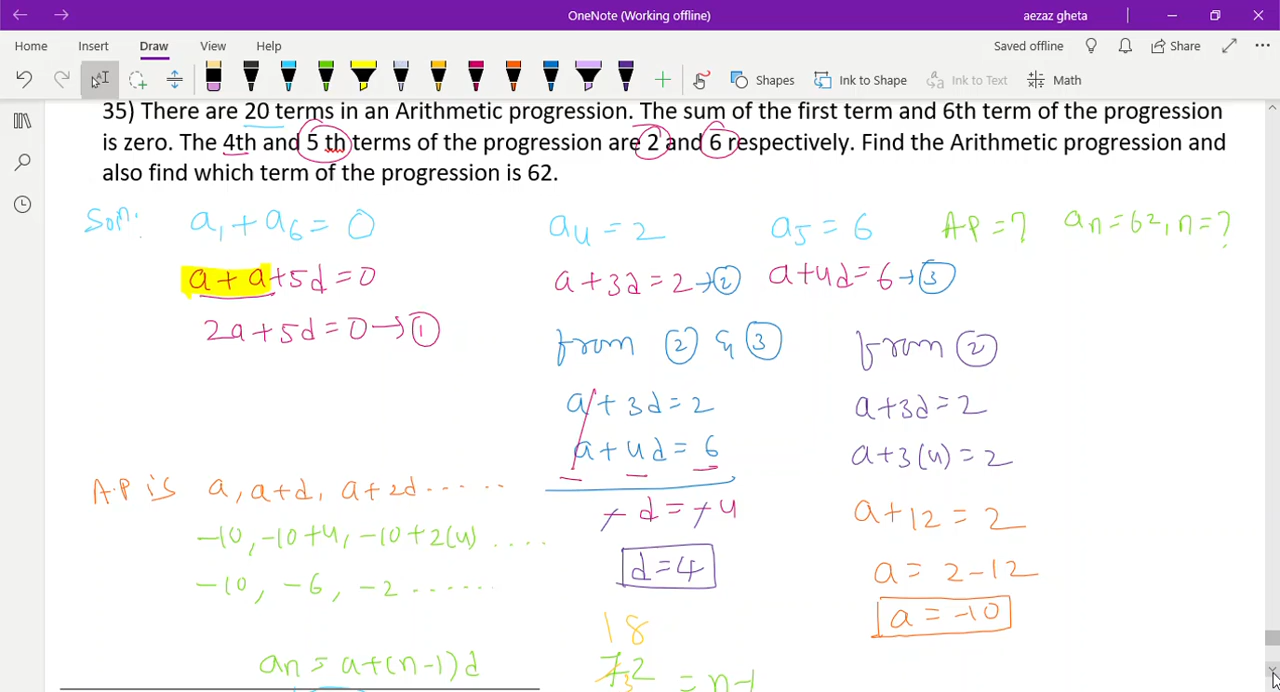 OneNote (Working offline)
aezaz gheta
Home Insert Draw View Help
Saved offline Share
Shapes Ink to Shape Ink to Text Math
35) There are 20 terms in an Arithmetic progression. The sum of the first term and 6th term of the progression
is zero. The 4th and 5 th terms of the progression are 2 and 6 respectively. Find the Arithmetic progression and
also find which term of the progression is 62.
Soln: a₁ + a₆ = 0 a₄ = 2 a₅ = 6 AP = ? aₙ = 62, n = ?
a + a + 5d = 0 a + 3d = 2 → ② a + 4d = 6 → ③
2a + 5d = 0 → ①
from ② & ③ from ②
a + 3d = 2 a + 3d = 2
a + 4d = 6 a + 3(4) = 2
A.P is a, a+d, a+2d ......
- d = - 4 a + 12 = 2
-10, -10+4, -10+2(4) ....
d = 4 a = 2 - 12
-10, -6, -2 ......
a = -10
18
an = a + (n-1)d 72 = n-1